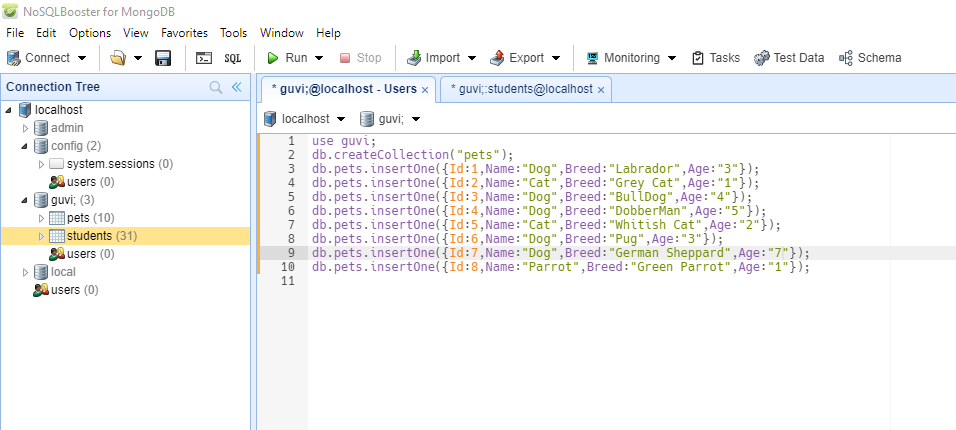 NoSQLBooster for MongoDB
File Edit Options View Favorites Tools Window Help
Connect SQL Run Stop Import Export Monitoring Tasks Test Data Schema
Connection Tree
localhost
admin
config (2)
system.sessions (0)
users (0)
guvi; (3)
pets (10)
students (31)
users (0)
local
users (0)
* guvi;@localhost - Users × * guvi;:students@localhost ×
localhost guvi;
1 use guvi;
2 db.createCollection("pets");
3 db.pets.insertOne({Id:1,Name:"Dog",Breed:"Labrador",Age:"3"});
4 db.pets.insertOne({Id:2,Name:"Cat",Breed:"Grey Cat",Age:"1"});
5 db.pets.insertOne({Id:3,Name:"Dog",Breed:"BullDog",Age:"4"});
6 db.pets.insertOne({Id:4,Name:"Dog",Breed:"DobberMan",Age:"5"});
7 db.pets.insertOne({Id:5,Name:"Cat",Breed:"Whitish Cat",Age:"2"});
8 db.pets.insertOne({Id:6,Name:"Dog",Breed:"Pug",Age:"3"});
9 db.pets.insertOne({Id:7,Name:"Dog",Breed:"German Sheppard",Age:"7"});
10 db.pets.insertOne({Id:8,Name:"Parrot",Breed:"Green Parrot",Age:"1"});
11